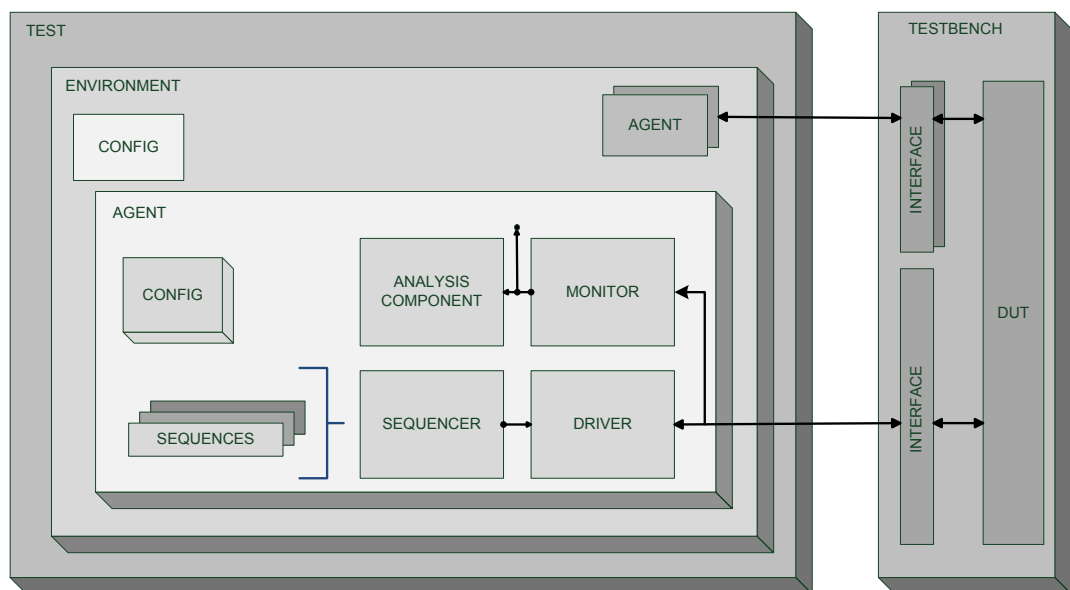 TEST
ENVIRONMENT
CONFIG
AGENT
AGENT
CONFIG
ANALYSIS
COMPONENT
MONITOR
SEQUENCES
SEQUENCER
DRIVER
TESTBENCH
INTERFACE
INTERFACE
DUT